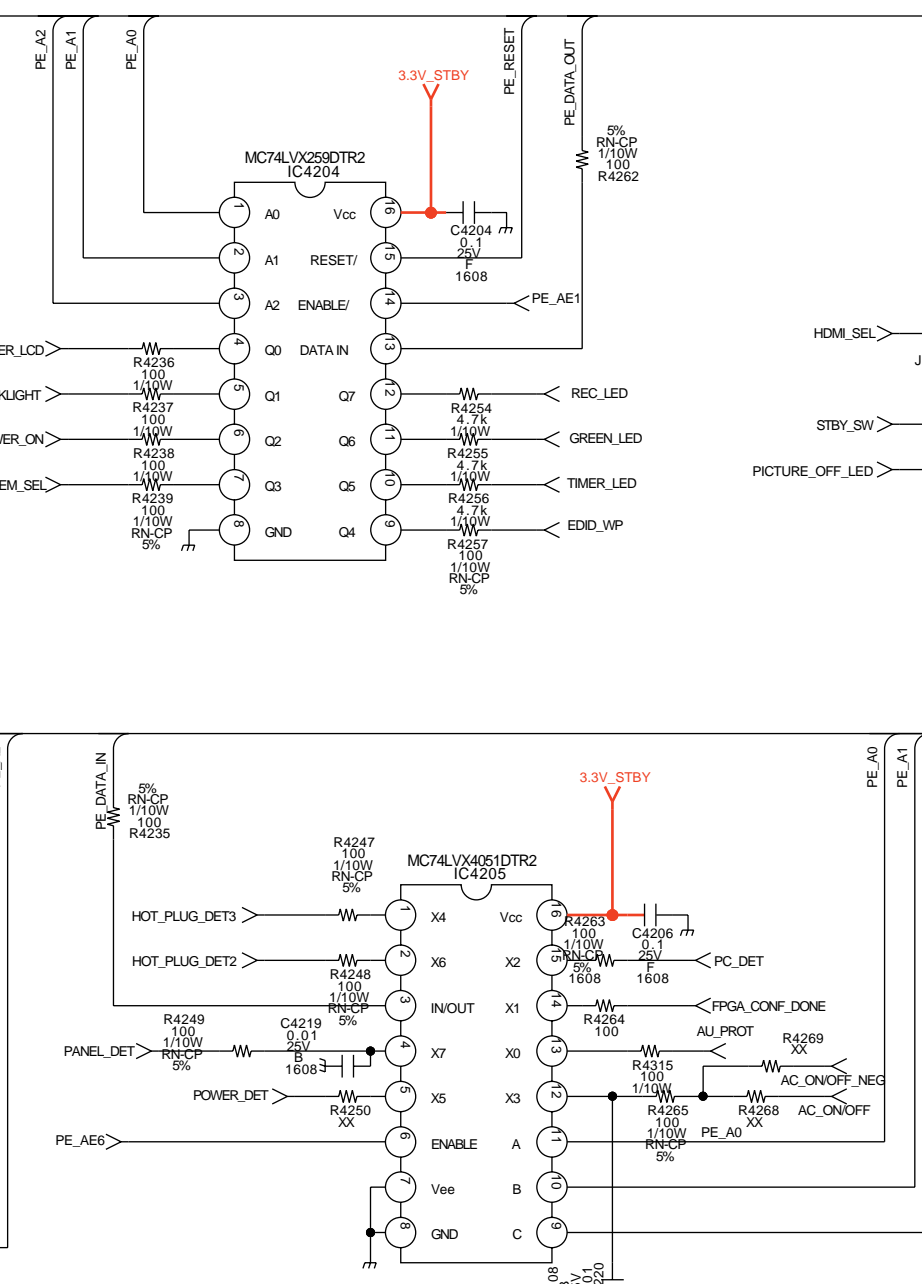 PE_A2
PE_A1
PE_A0
PE_RESET
PE_DATA_OUT
3.3V_STBY
5%
RN-CP
1/10W
100
R4262
MC74LVX259DTR2
IC4204
1
A0
Vcc
16
C4204
0.1
25V
F
1608
2
A1
RESET/
15
3
A2
ENABLE/
14
PE_AE1
HDMI_SEL
ER_LCD
4
Q0
DATA IN
13
J
R4236
100
1/10W
KLIGHT
5
Q1
Q7
12
REC_LED
R4237
100
1/10W
R4254
4.7k
1/10W
STBY_SW
ER_ON
6
Q2
Q6
11
GREEN_LED
R4238
100
1/10W
R4255
4.7k
1/10W
PICTURE_OFF_LED
EM_SEL
7
Q3
Q5
10
TIMER_LED
R4239
100
1/10W
RN-CP
5%
R4256
4.7k
1/10W
8
GND
Q4
9
EDID_WP
R4257
100
1/10W
RN-CP
5%
PE_DATA_IN
5%
RN-CP
1/10W
100
R4235
3.3V_STBY
PE_A0
PE_A1
R4247
100
1/10W
RN-CP
5%
MC74LVX4051DTR2
IC4205
HOT_PLUG_DET3
1
X4
Vcc
16
R4263
100
1/10W
RN-CP
5%
1608
C4206
0.1
25V
F
1608
HOT_PLUG_DET2
2
X6
X2
15
PC_DET
R4248
100
1/10W
RN-CP
5%
3
IN/OUT
X1
14
FPGA_CONF_DONE
R4264
100
R4249
100
1/10W
RN-CP
5%
C4219
0.01
25V
B
1608
AU_PROT
R4269
XX
PANEL_DET
4
X7
X0
13
R4315
100
1/10W
AC_ON/OFF_NEG
POWER_DET
5
X5
X3
12
R4250
XX
R4265
100
1/10W
RN-CP
5%
R4268
XX
AC_ON/OFF
PE_A0
PE_AE6
6
ENABLE
A
11
7
Vee
B
10
8
GND
C
9